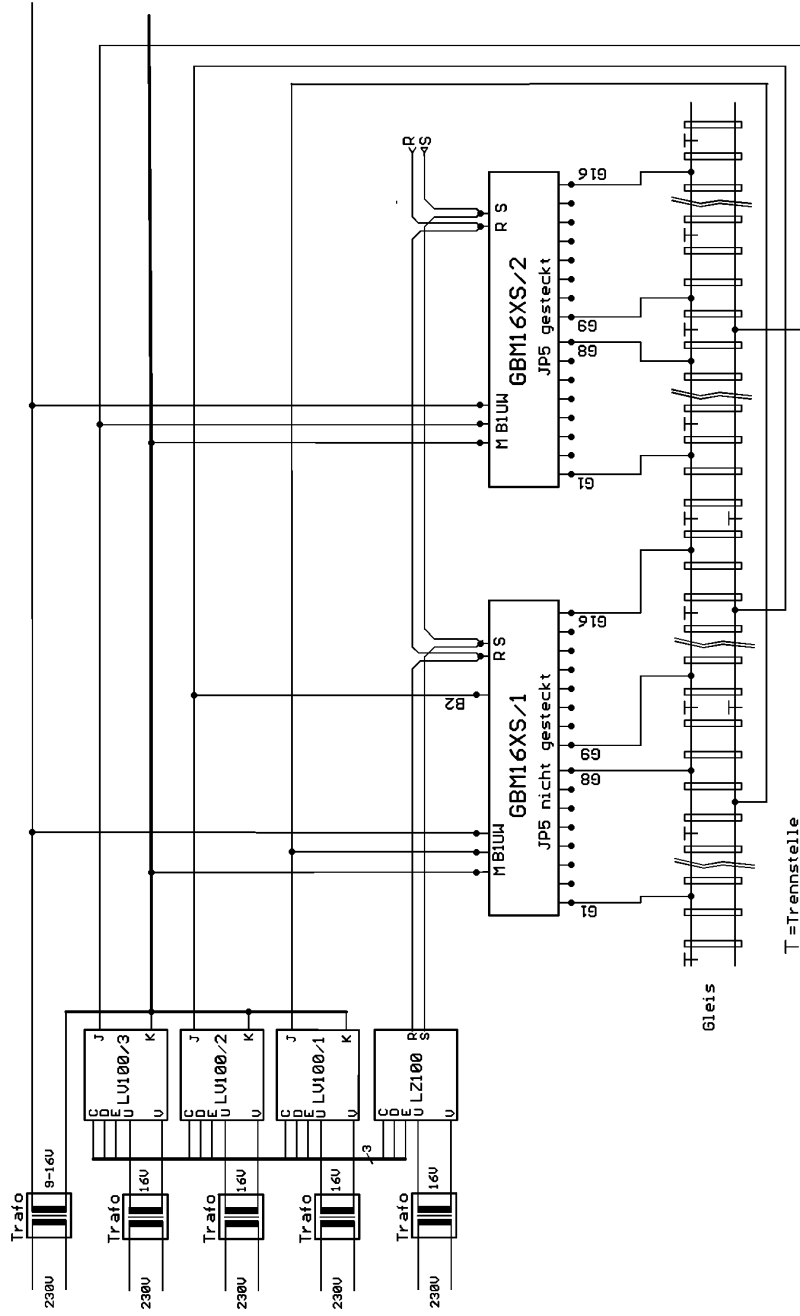 R S
G16
R S
GBM16XS/2
JP5 gesteckt
G9
G8
M B1UW
G1
G16
R S
B2
GBM16XS/1
JP5 nicht gesteckt
G9
G8
M B1UW
G1
T =Trennstelle
Gleis
J K
LV100/3
C D E U V
J K
LV100/2
C D E U V
J K
LV100/1
C D E U V
R S
LZ100
C D E U V
3
Trafo
9-16V
230V
Trafo
16V
230V
Trafo
16V
230V
Trafo
16V
230V
Trafo
16V
230V